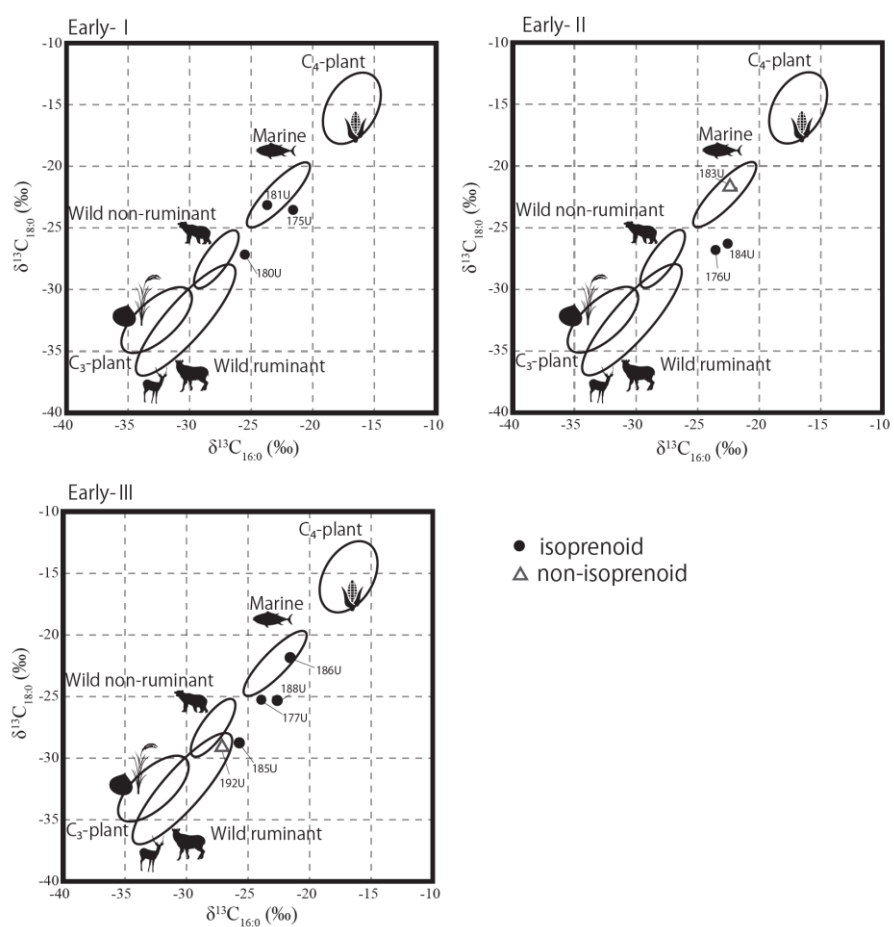 Early- I
-10
C₄-plant
-15
Marine
-20
181U
175U
Wild non-ruminant
-25
180U
δ¹³C₁₈:₀ (‰)
-30
-35
C₃-plant
Wild ruminant
-40
-40 -35 -30 -25 -20 -15 -10
δ¹³C₁₆:₀ (‰)
Early- II
-10
C₄-plant
-15
Marine
-20
183U
Wild non-ruminant
-25
184U
176U
δ¹³C₁₈:₀ (‰)
-30
-35
C₃-plant
Wild ruminant
-40
-40 -35 -30 -25 -20 -15 -10
δ¹³C₁₆:₀ (‰)
Early- III
-10
C₄-plant
-15
Marine
-20
186U
Wild non-ruminant
188U
-25
177U
δ¹³C₁₈:₀ (‰)
-30
185U
192U
-35
C₃-plant
Wild ruminant
-40
-40 -35 -30 -25 -20 -15 -10
δ¹³C₁₆:₀ (‰)
isoprenoid
non-isoprenoid